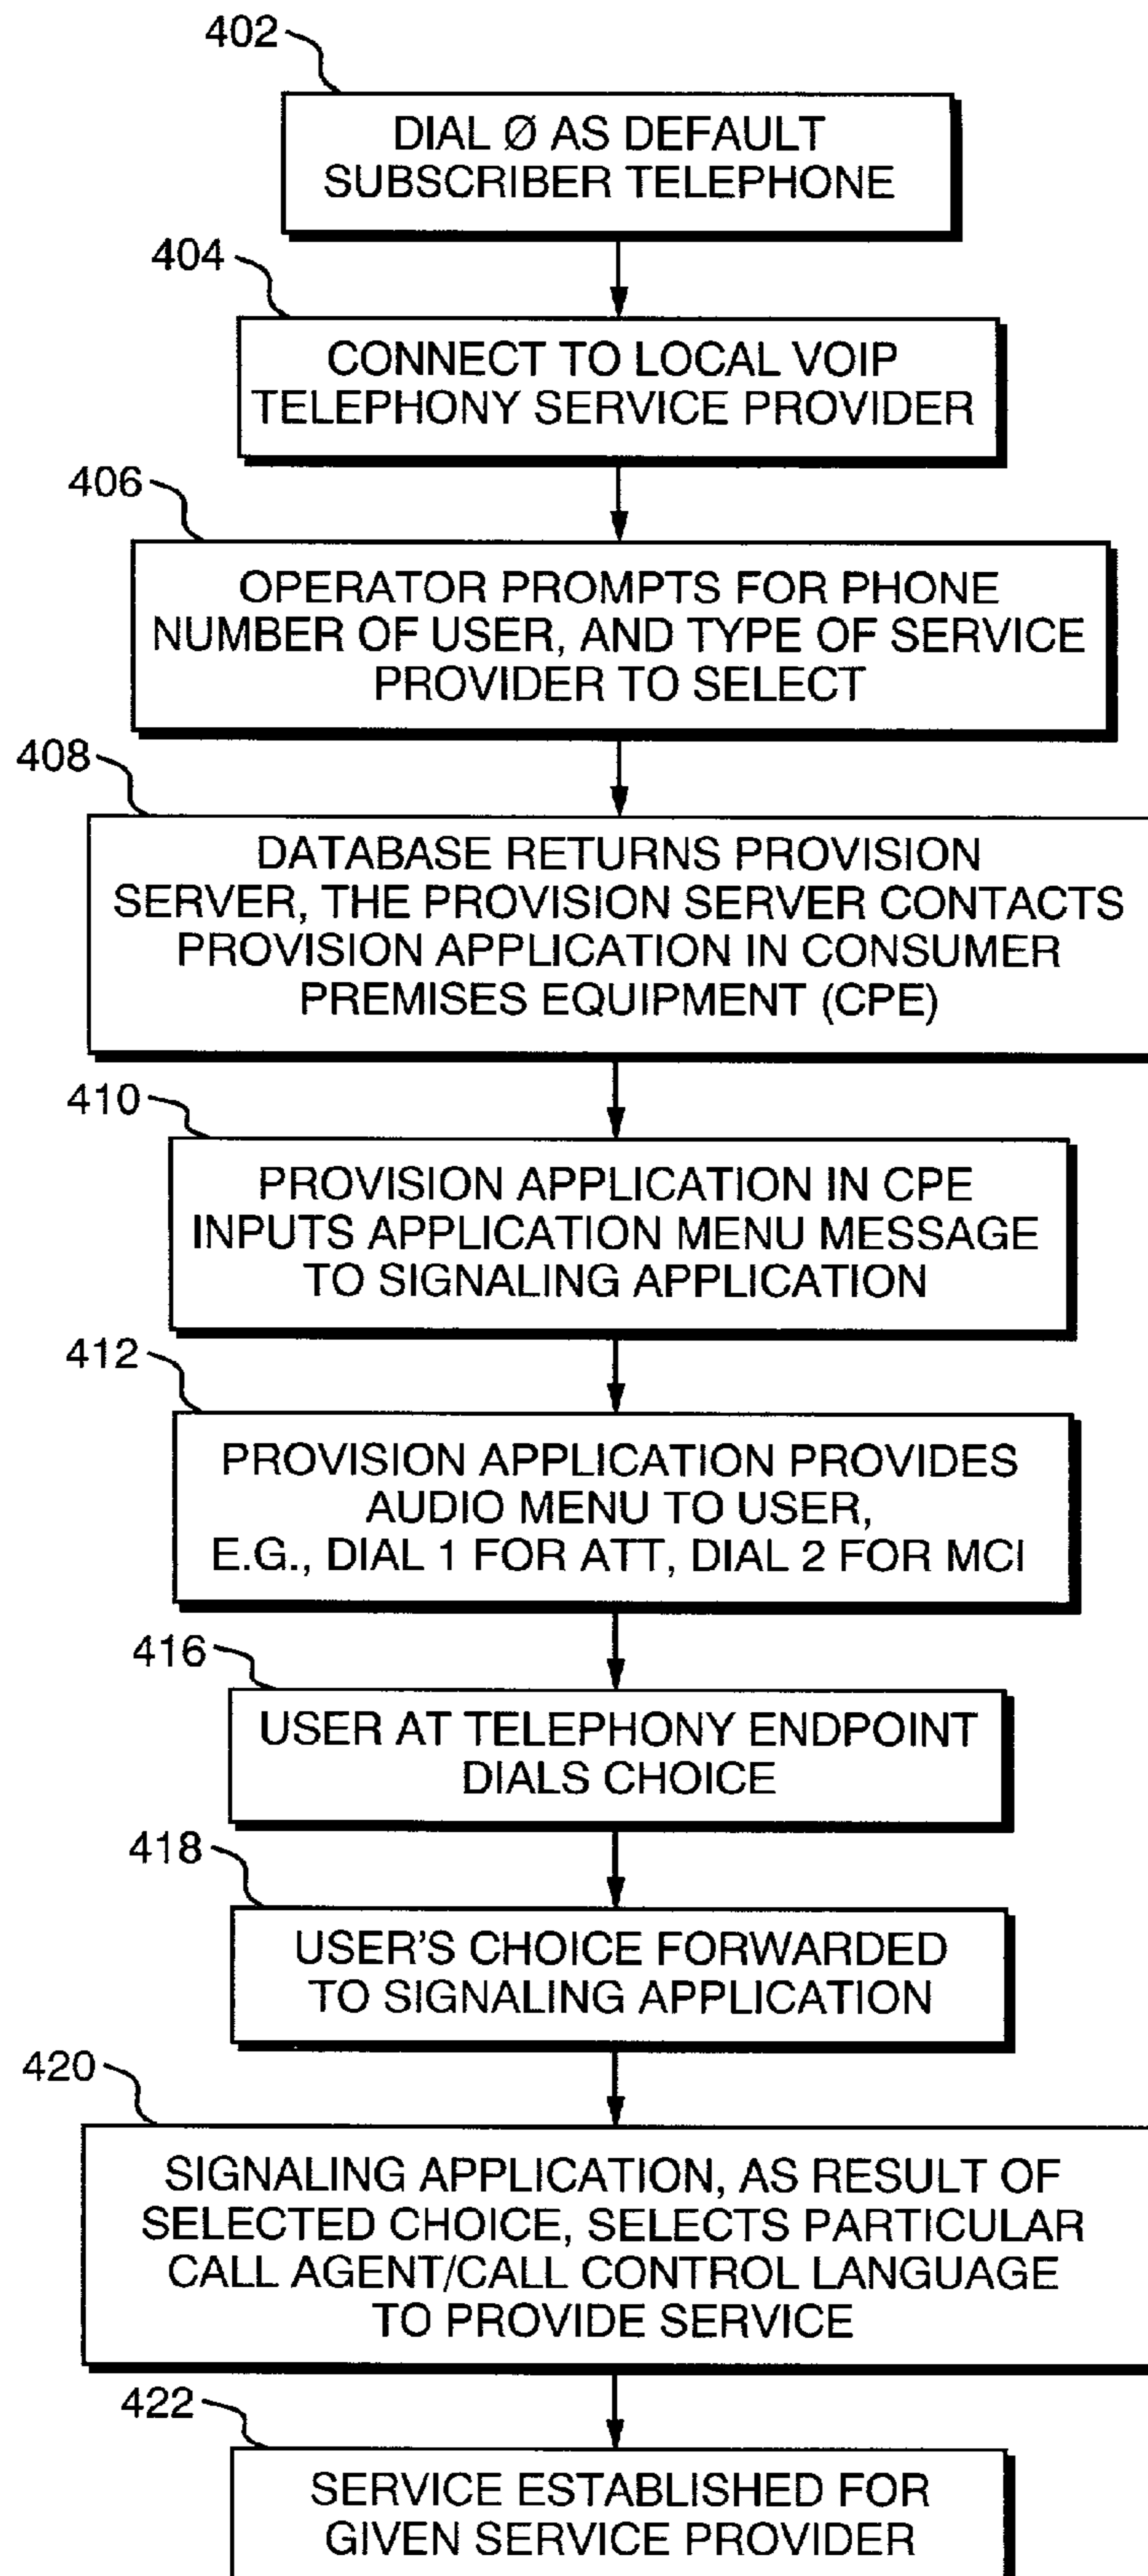 402
DIAL Ø AS DEFAULT
SUBSCRIBER TELEPHONE
404
CONNECT TO LOCAL VOIP
TELEPHONY SERVICE PROVIDER
406
OPERATOR PROMPTS FOR PHONE
NUMBER OF USER, AND TYPE OF SERVICE
PROVIDER TO SELECT
408
DATABASE RETURNS PROVISION
SERVER, THE PROVISION SERVER CONTACTS
PROVISION APPLICATION IN CONSUMER
PREMISES EQUIPMENT (CPE)
410
PROVISION APPLICATION IN CPE
INPUTS APPLICATION MENU MESSAGE
TO SIGNALING APPLICATION
412
PROVISION APPLICATION PROVIDES
AUDIO MENU TO USER,
E.G., DIAL 1 FOR ATT, DIAL 2 FOR MCI
416
USER AT TELEPHONY ENDPOINT
DIALS CHOICE
418
USER'S CHOICE FORWARDED
TO SIGNALING APPLICATION
420
SIGNALING APPLICATION, AS RESULT OF
SELECTED CHOICE, SELECTS PARTICULAR
CALL AGENT/CALL CONTROL LANGUAGE
TO PROVIDE SERVICE
422
SERVICE ESTABLISHED FOR
GIVEN SERVICE PROVIDER